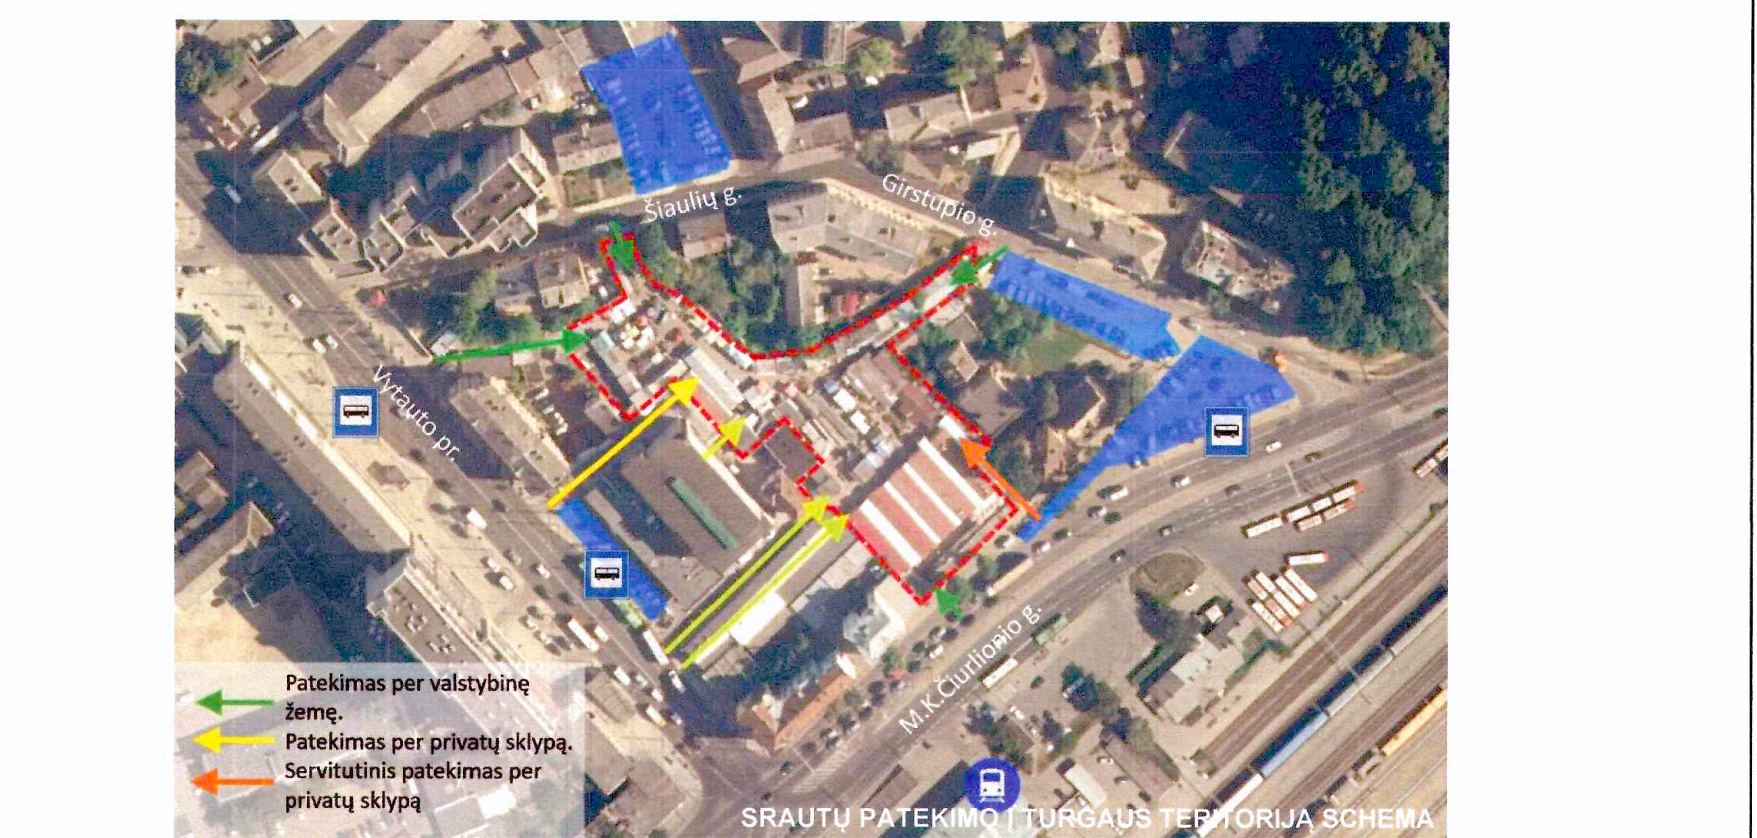 Šiaulių g.
Girstupio g.
Vytauto pr.
M.K.Čiurlionio g.
Patekimas per valstybinę
žemę.
Patekimas per privatų sklypą.
Servitutinis patekimas per
privatų sklypą
SRAUTŲ PATEKIMO Į TURGAUS TERITORIJĄ SCHEMA